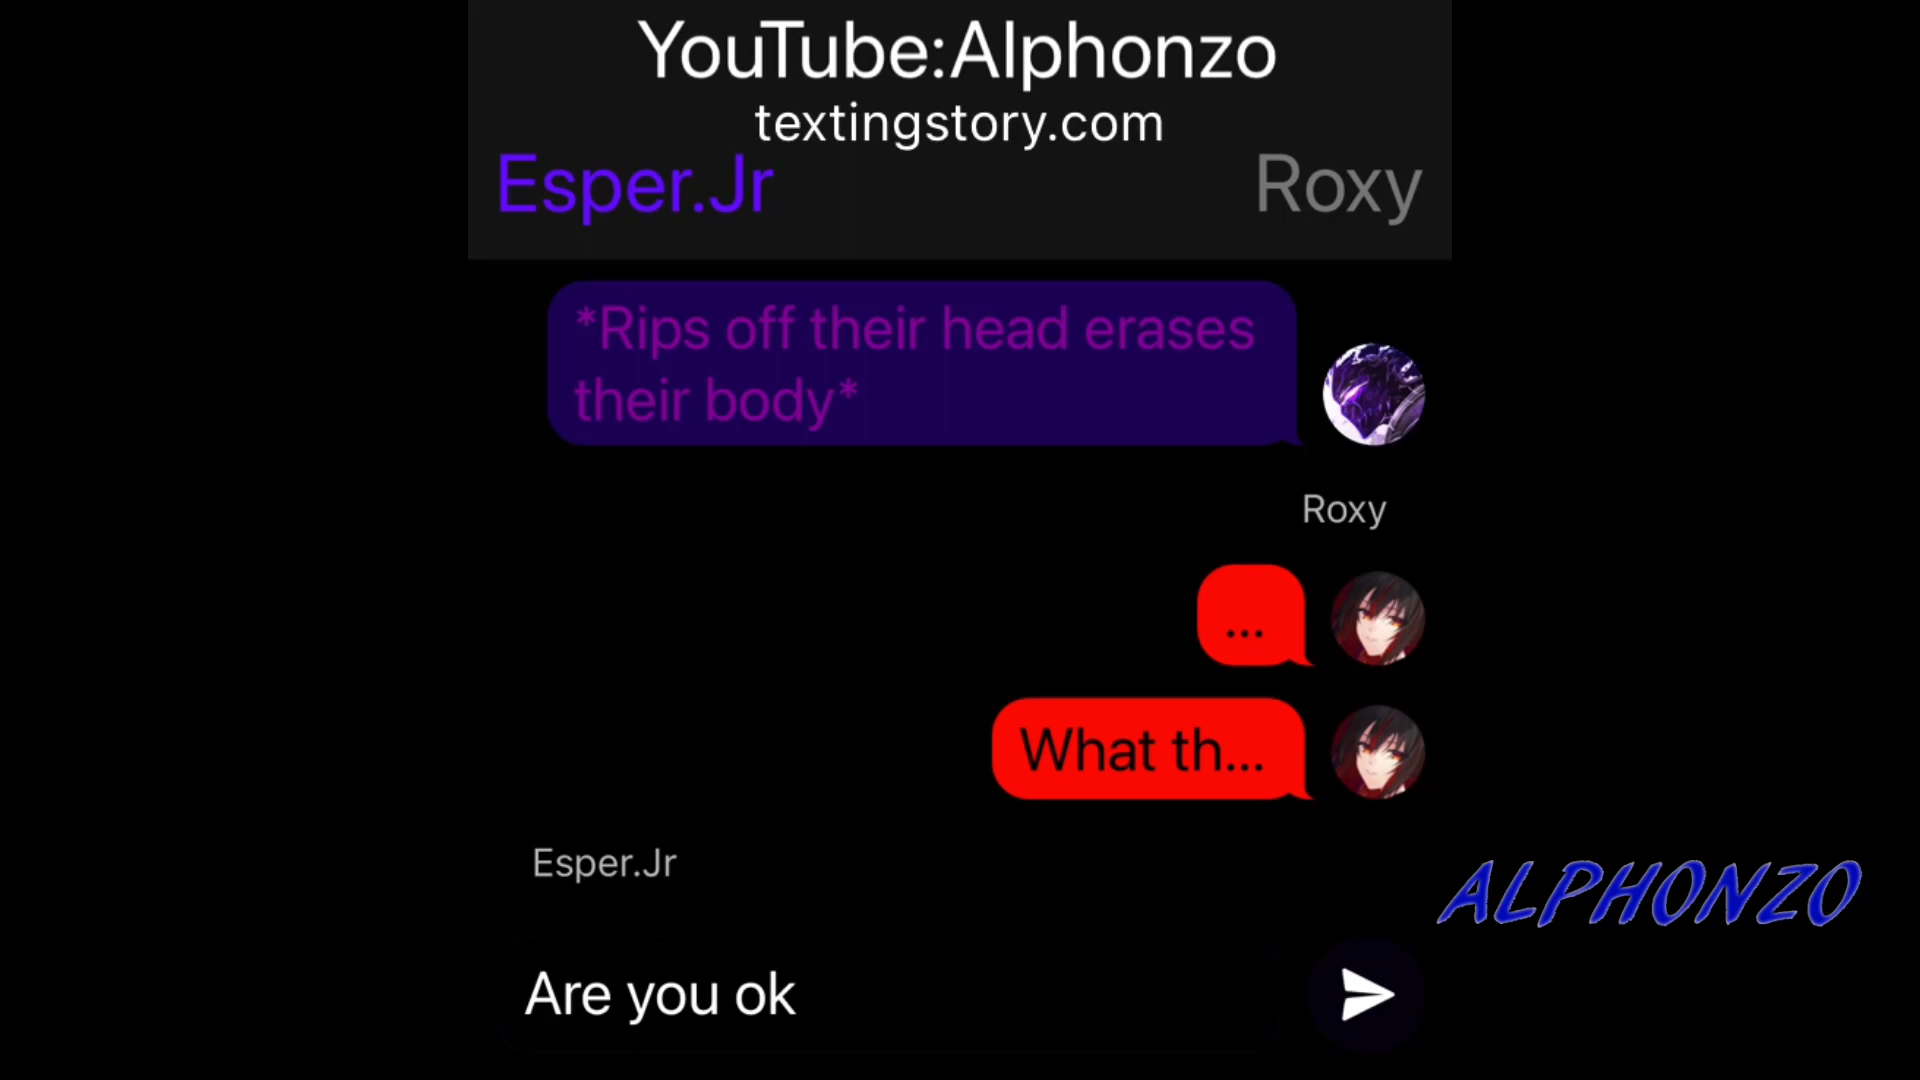 YouTube:Alphonzo
textingstory.com
Esper.Jr
Roxy
*Rips off their head erases
their body*
Roxy
...
What th...
Esper.Jr
Are you ok
ALPHONZO